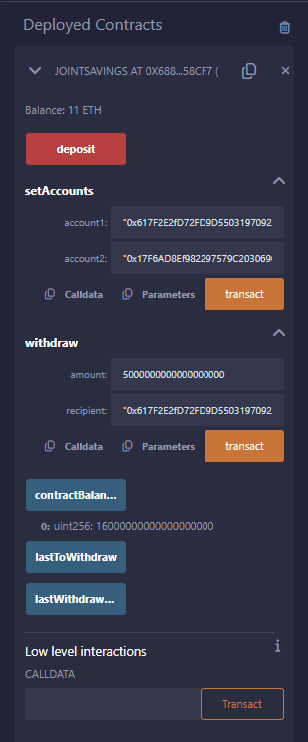 Deployed Contracts
JOINTSAVINGS AT 0X688...58CF7 (
Balance: 11 ETH
deposit
setAccounts
account1: "0x617F2E2fD72FD9D5503197092
account2: "0x17F6AD8Ef982297579C203069
Calldata Parameters transact
withdraw
amount: 5000000000000000000
recipient: "0x617F2E2fD72FD9D5503197092
Calldata Parameters transact
contractBalan...
0: uint256: 16000000000000000000
lastToWithdraw
lastWithdraw...
Low level interactions
i
CALLDATA
Transact